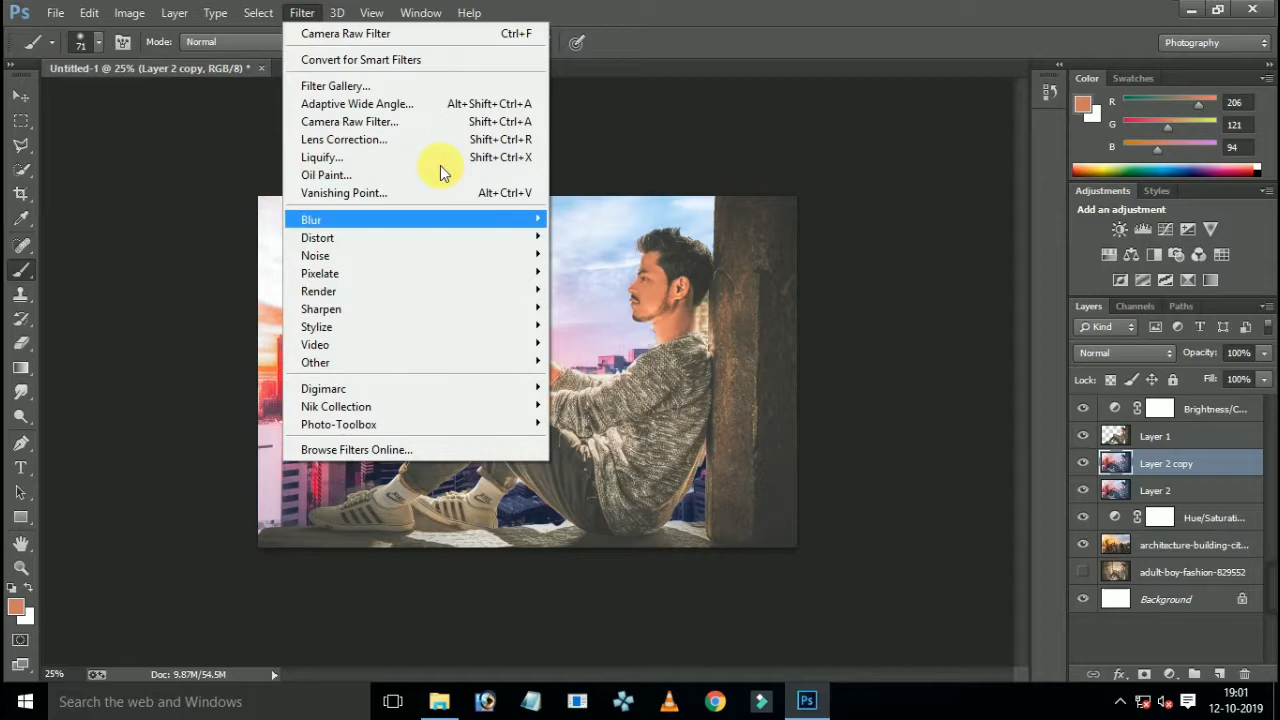 Ps File Edit Image Layer Type Select Filter 3D View Window Help
71 Mode: Normal Photography
Untitled-1 @ 25% (Layer 2 copy, RGB/8) * ×
Camera Raw Filter Ctrl+F
Convert for Smart Filters
Filter Gallery...
Adaptive Wide Angle... Alt+Shift+Ctrl+A
Camera Raw Filter... Shift+Ctrl+A
Lens Correction... Shift+Ctrl+R
Liquify... Shift+Ctrl+X
Oil Paint...
Vanishing Point... Alt+Ctrl+V
Blur
Distort
Noise
Pixelate
Render
Sharpen
Stylize
Video
Other
Digimarc
Nik Collection
Photo-Toolbox
Browse Filters Online...
Color Swatches
R 206
G 121
B 94
Adjustments Styles
Add an adjustment
Layers Channels Paths
Kind
Normal Opacity: 100%
Lock: Fill: 100%
Brightness/C...
Layer 1
Layer 2 copy
Layer 2
Hue/Saturati...
architecture-building-cit...
adult-boy-fashion-829552
Background
25% Doc: 9.87M/54.5M
Search the web and Windows
Ps
19:01
12-10-2019